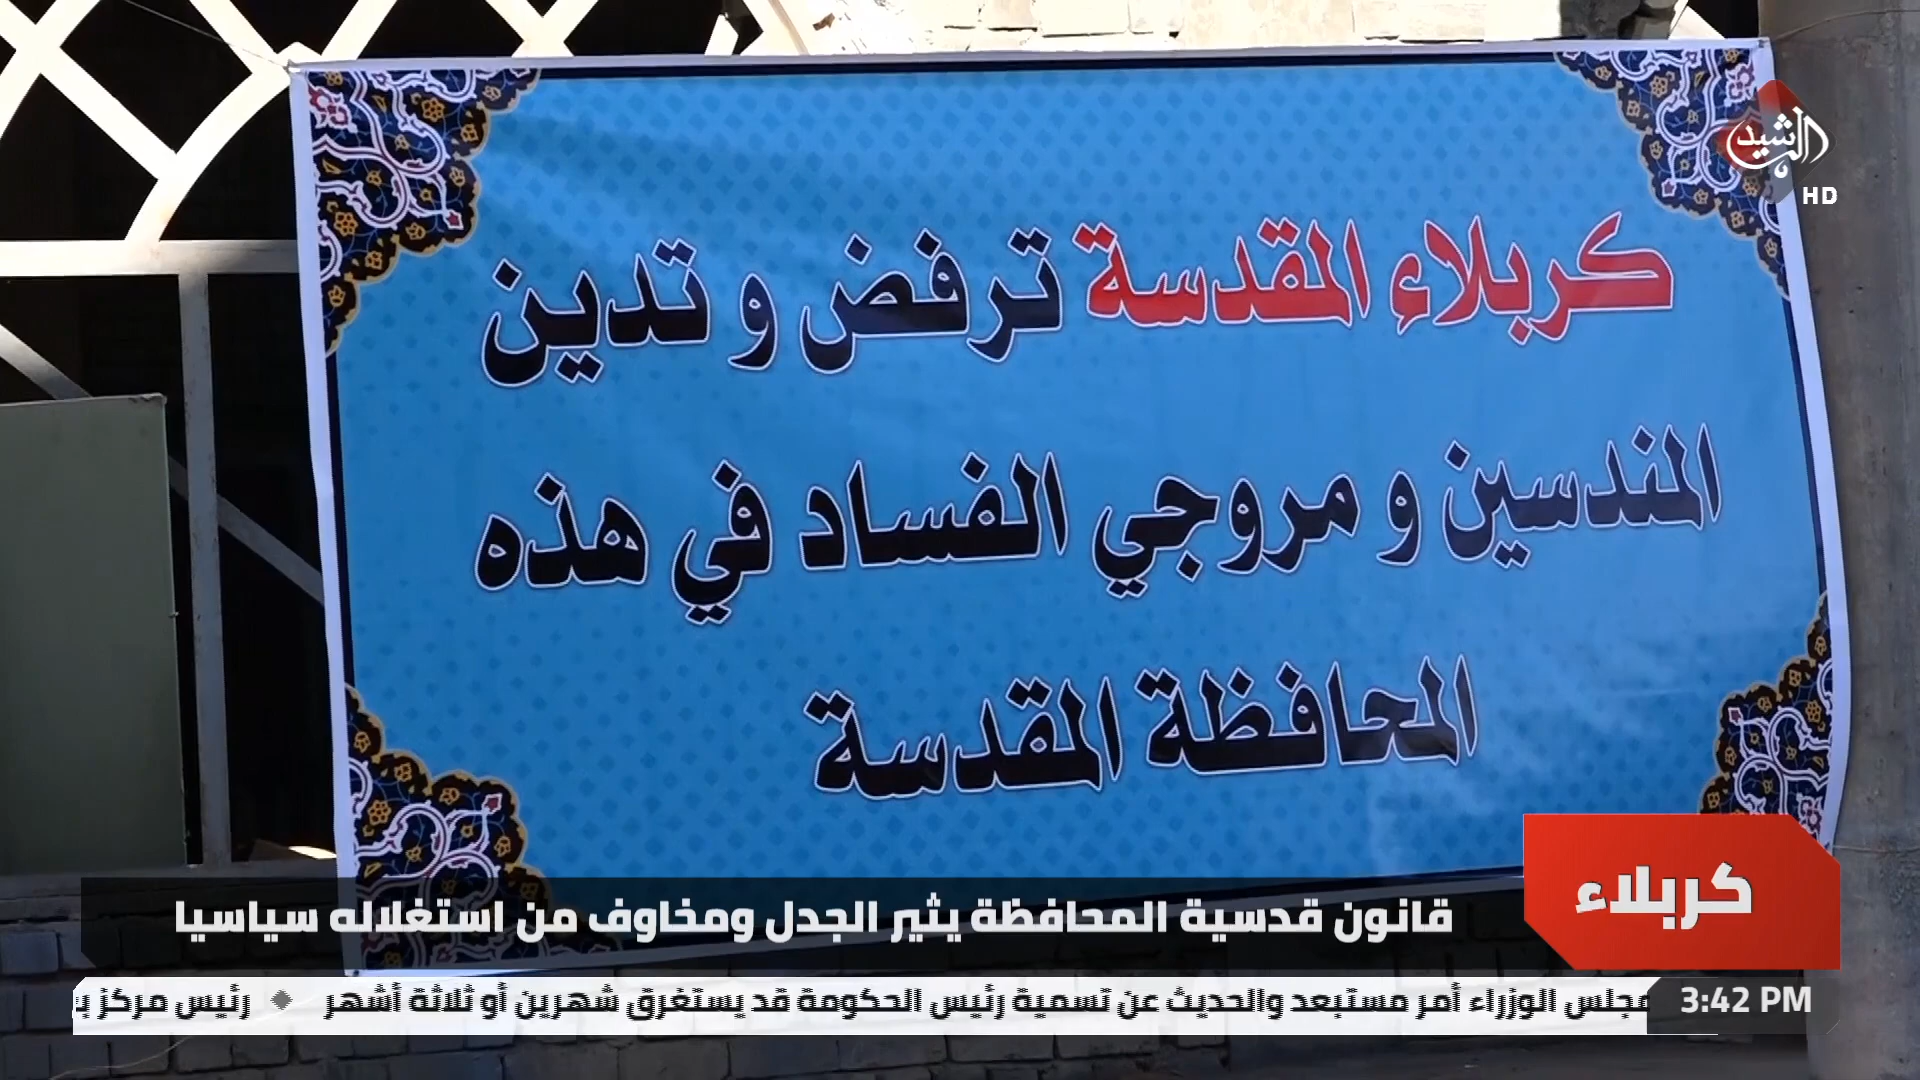 الرشيد
HD
كربلاء المقدسة ترفض و تدين
المندسين و مروجي الفساد في هذه
المحافظة المقدسة
كربلاء
قانون قدسية المحافظة يثير الجدل ومخاوف من استغلاله سياسيا
3:42 PM
مجلس الوزراء أمر مستبعد والحديث عن تسمية رئيس الحكومة قد يستغرق شهرين أو ثلاثة أشهر ◆ رئيس مركز